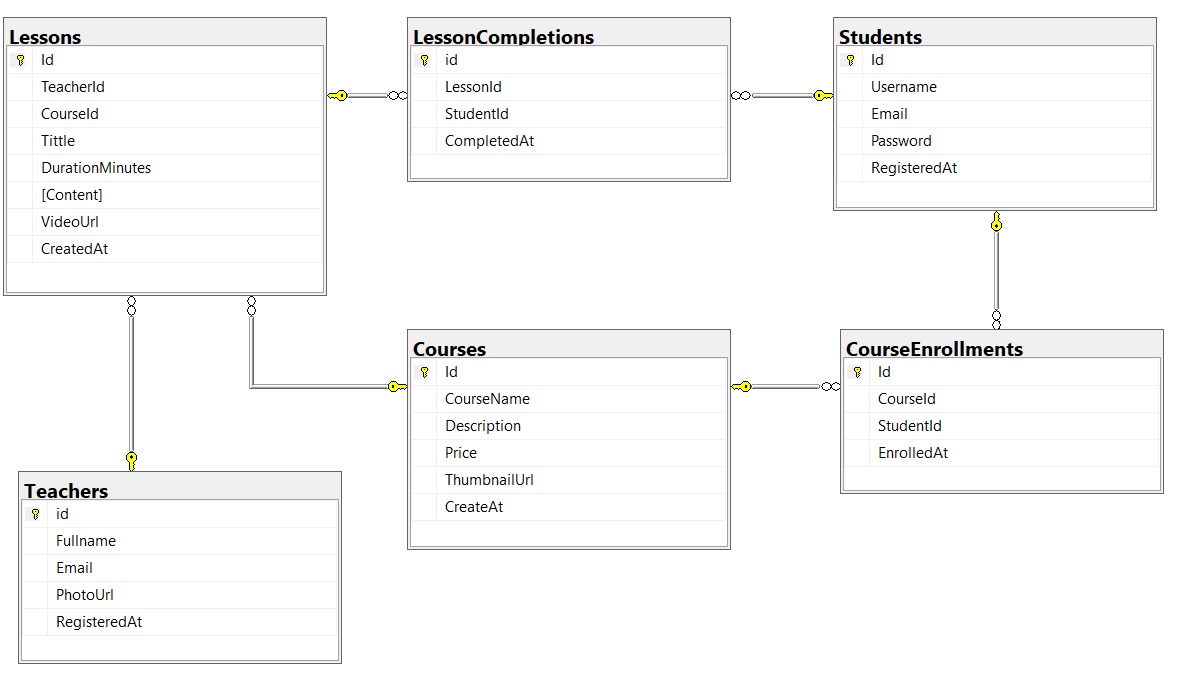 Lessons
Id
TeacherId
CourseId
Tittle
DurationMinutes
[Content]
VideoUrl
CreatedAt
LessonCompletions
id
LessonId
StudentId
CompletedAt
Students
Id
Username
Email
Password
RegisteredAt
Courses
Id
CourseName
Description
Price
ThumbnailUrl
CreateAt
CourseEnrollments
Id
CourseId
StudentId
EnrolledAt
Teachers
id
Fullname
Email
PhotoUrl
RegisteredAt